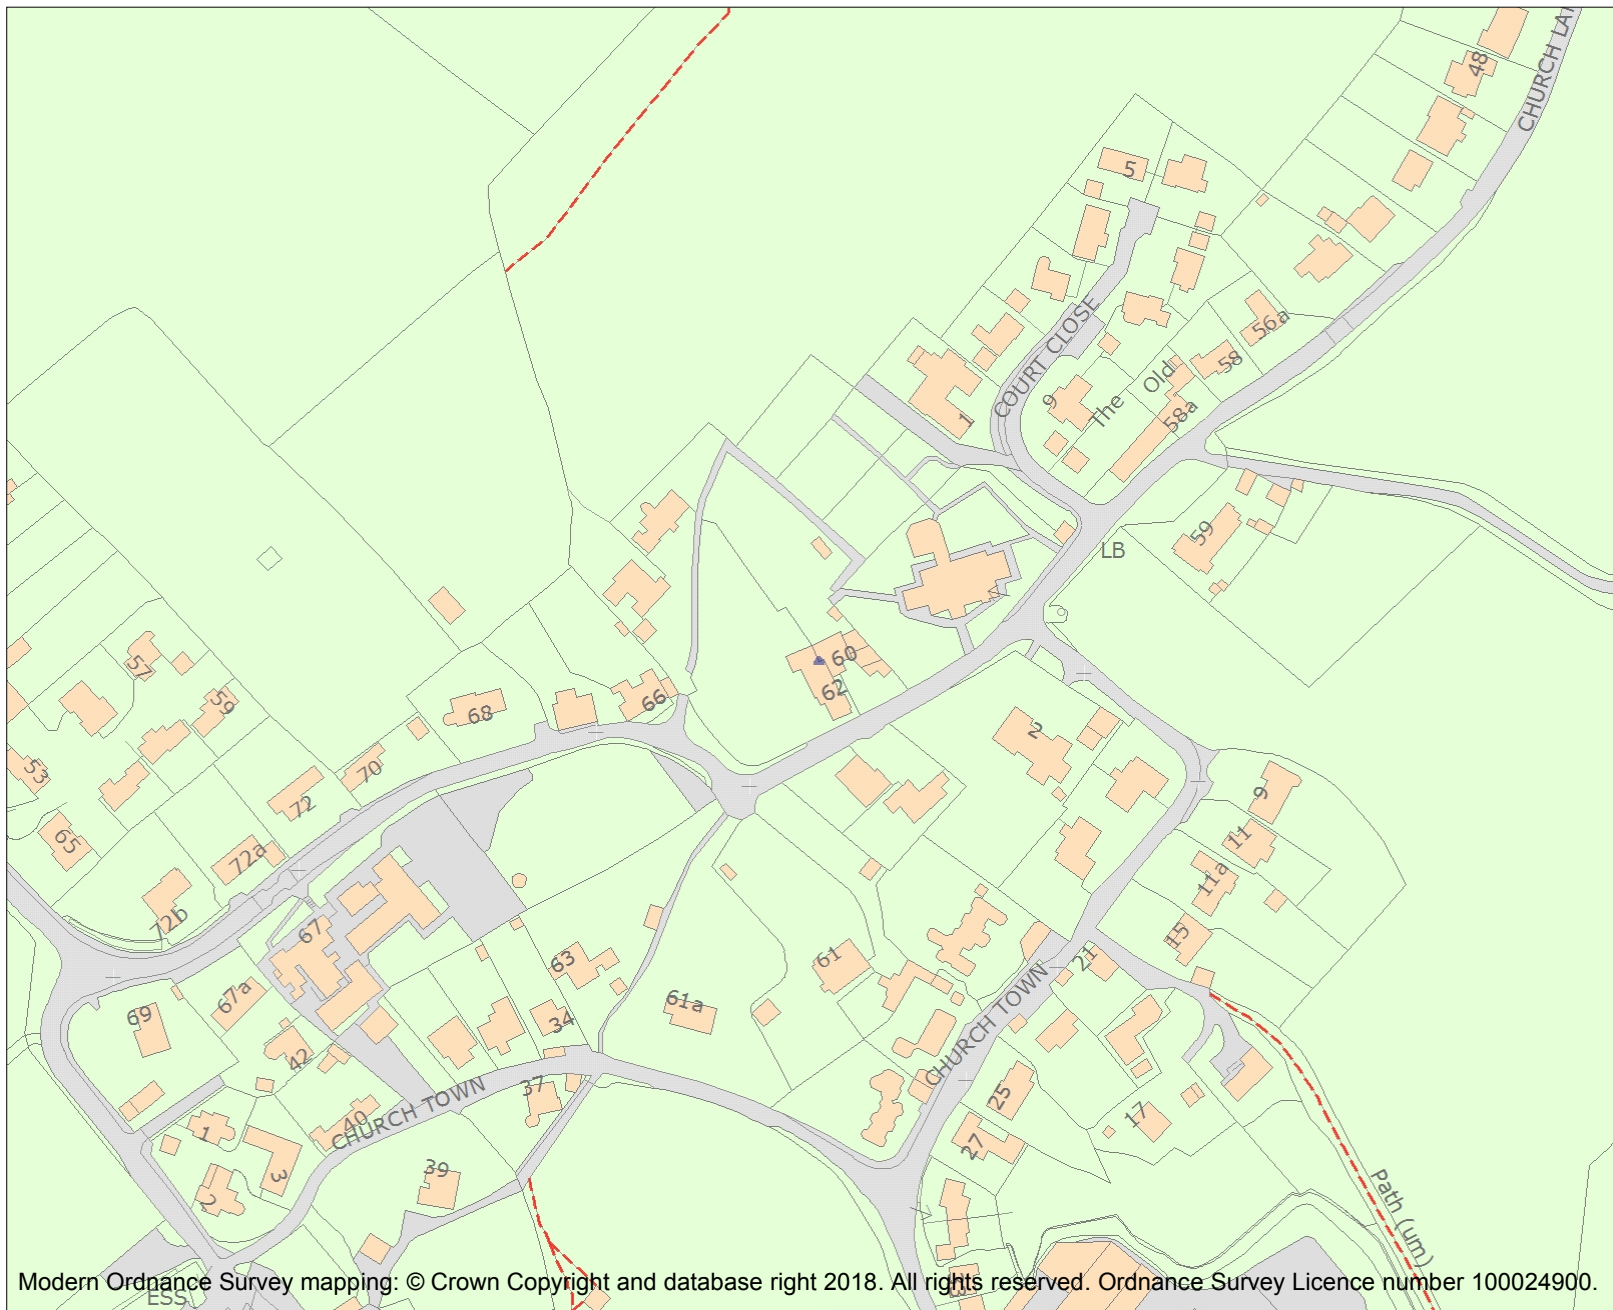 CHURCH LA
48
5
COURT CLOSE
56a
58
The Old
9
58a
1
59
LB
60
62
57
59
66
68
53
70
72
65
72a
72b
2
9
11
11a
15
21
67
63
61
61a
34
67a
69
42
CHURCH TOWN
37
40
CHURCH TOWN
25
27
17
1
3
2
39
Path (um)
ESS
Modern Ordnance Survey mapping: © Crown Copyright and database right 2018. All rights reserved. Ordnance Survey Licence number 100024900.